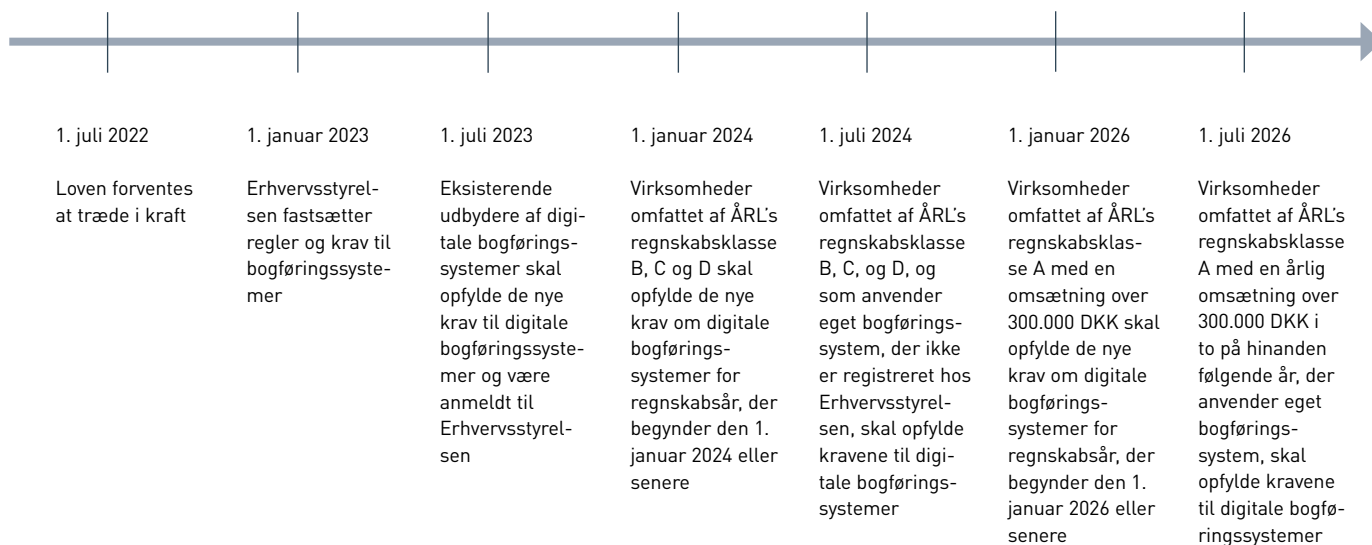 1. juli 2022
Loven forventes
at træde i kraft
1. januar 2023
Erhvervsstyrel-
sen fastsætter
regler og krav til
bogføringssyste-
mer
1. juli 2023
Eksisterende
udbydere af digi-
tale bogførings-
systemer skal
opfylde de nye
krav til digitale
bogføringssyste-
mer og være
anmeldt til
Erhvervsstyrel-
sen
1. januar 2024
Virksomheder
omfattet af ÅRL's
regnskabsklasse
B, C og D skal
opfylde de nye
krav om digitale
bogførings-
systemer for
regnskabsår, der
begynder den 1.
januar 2024 eller
senere
1. juli 2024
Virksomheder
omfattet af ÅRL's
regnskabsklasse
B, C, og D, og
som anvender
eget bogførings-
system, der ikke
er registreret hos
Erhvervsstyrel-
sen, skal opfylde
kravene til digi-
tale bogførings-
systemer
1. januar 2026
Virksomheder
omfattet af ÅRL's
regnskabsklas-
se A med en
omsætning over
300.000 DKK skal
opfylde de nye
krav om digitale
bogførings-
systemer for
regnskabsår, der
begynder den 1.
januar 2026 eller
senere
1. juli 2026
Virksomheder
omfattet af ÅRL's
regnskabsklasse
A med en årlig
omsætning over
300.000 DKK i
to på hinanden
følgende år, der
anvender eget
bogførings-
system, skal
opfylde kravene
til digitale bogfø-
ringssystemer